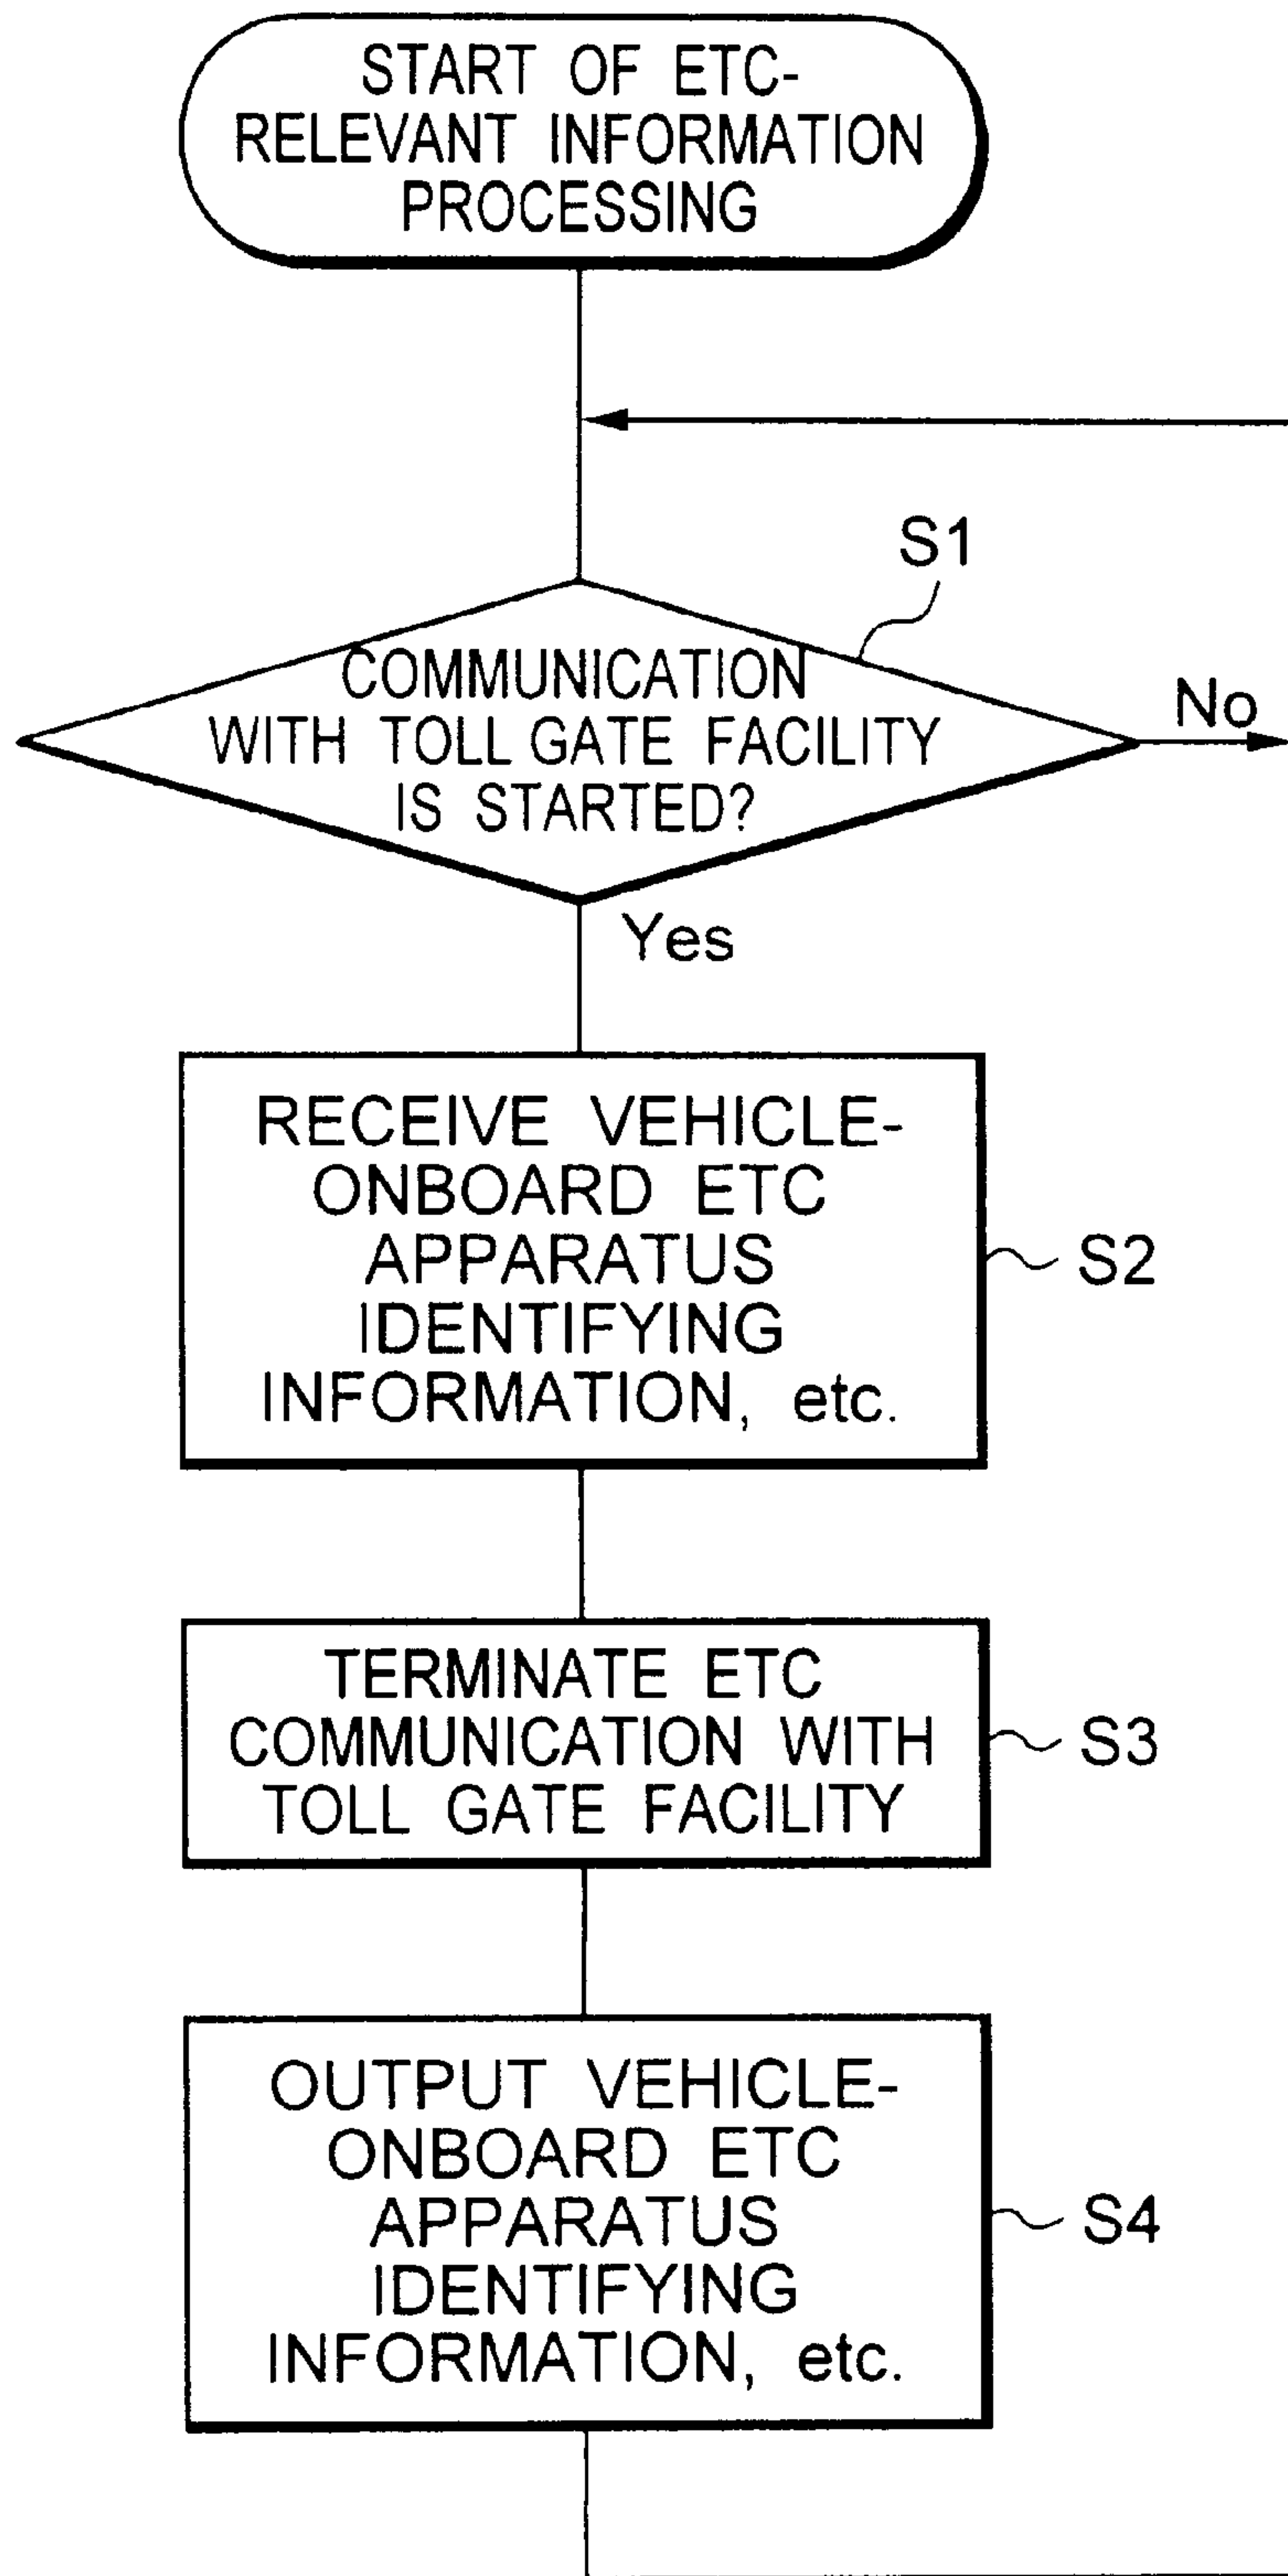 START OF ETC-
RELEVANT INFORMATION
PROCESSING
S1
COMMUNICATION
WITH TOLL GATE FACILITY
IS STARTED?
No
Yes
RECEIVE VEHICLE-
ONBOARD ETC
APPARATUS
IDENTIFYING
INFORMATION, etc.
S2
TERMINATE ETC
COMMUNICATION WITH
TOLL GATE FACILITY
S3
OUTPUT VEHICLE-
ONBOARD ETC
APPARATUS
IDENTIFYING
INFORMATION, etc.
S4